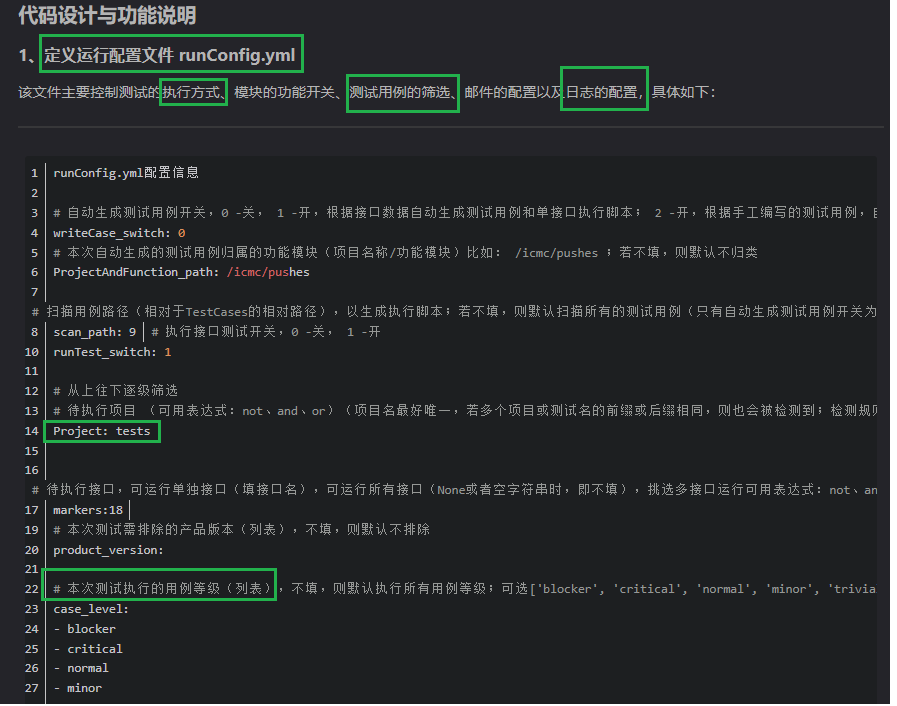 代码设计与功能说明
1、定义运行配置文件 runConfig.yml
该文件主要控制测试的执行方式、模块的功能开关、测试用例的筛选、邮件的配置以及日志的配置，具体如下：
1 runConfig.yml配置信息
2
3 # 自动生成测试用例开关，0 -关， 1 -开，根据接口数据自动生成测试用例和单接口执行脚本； 2 -开，根据手工编写的测试用例，
4 writeCase_switch: 0
5 # 本次自动生成的测试用例归属的功能模块（项目名称/功能模块）比如： /icmc/pushes ；若不填，则默认不归类
6 ProjectAndFunction_path: /icmc/pushes
7
# 扫描用例路径（相对于TestCases的相对路径），以生成执行脚本；若不填，则默认扫描所有的测试用例（只有自动生成测试用例开关为
8 scan_path: 9 # 执行接口测试开关，0 -关， 1 -开
10 runTest_switch: 1
11
12 # 从上往下逐级筛选
13 # 待执行项目 （可用表达式：not、and、or）（项目名最好唯一，若多个项目或测试名的前缀或后缀相同，则也会被检测到；检测规则
14 Project: tests
15
16
# 待执行接口，可运行单独接口（填接口名），可运行所有接口（None或者空字符串时，即不填），挑选多接口运行可用表达式：not、an
17 markers:18
19 # 本次测试需排除的产品版本（列表），不填，则默认不排除
20 product_version:
21
22 # 本次测试执行的用例等级（列表），不填，则默认执行所有用例等级；可选['blocker', 'critical', 'normal', 'minor', 'trivia
23 case_level:
24 - blocker
25 - critical
26 - normal
27 - minor